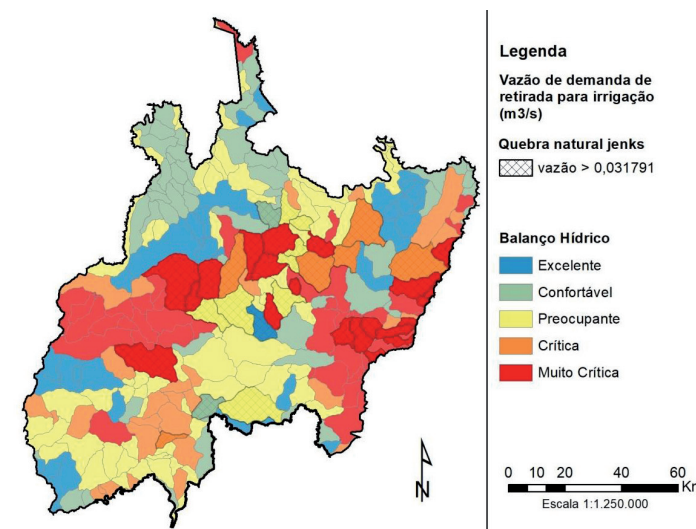 Legenda
Vazão de demanda de
retirada para irrigação
(m3/s)
Quebra natural jenks
vazão > 0,031791
Balanço Hídrico
Excelente
Confortável
Preocupante
Crítica
Muito Crítica
N
0 10 20 40 60
Km
Escala 1:1.250.000